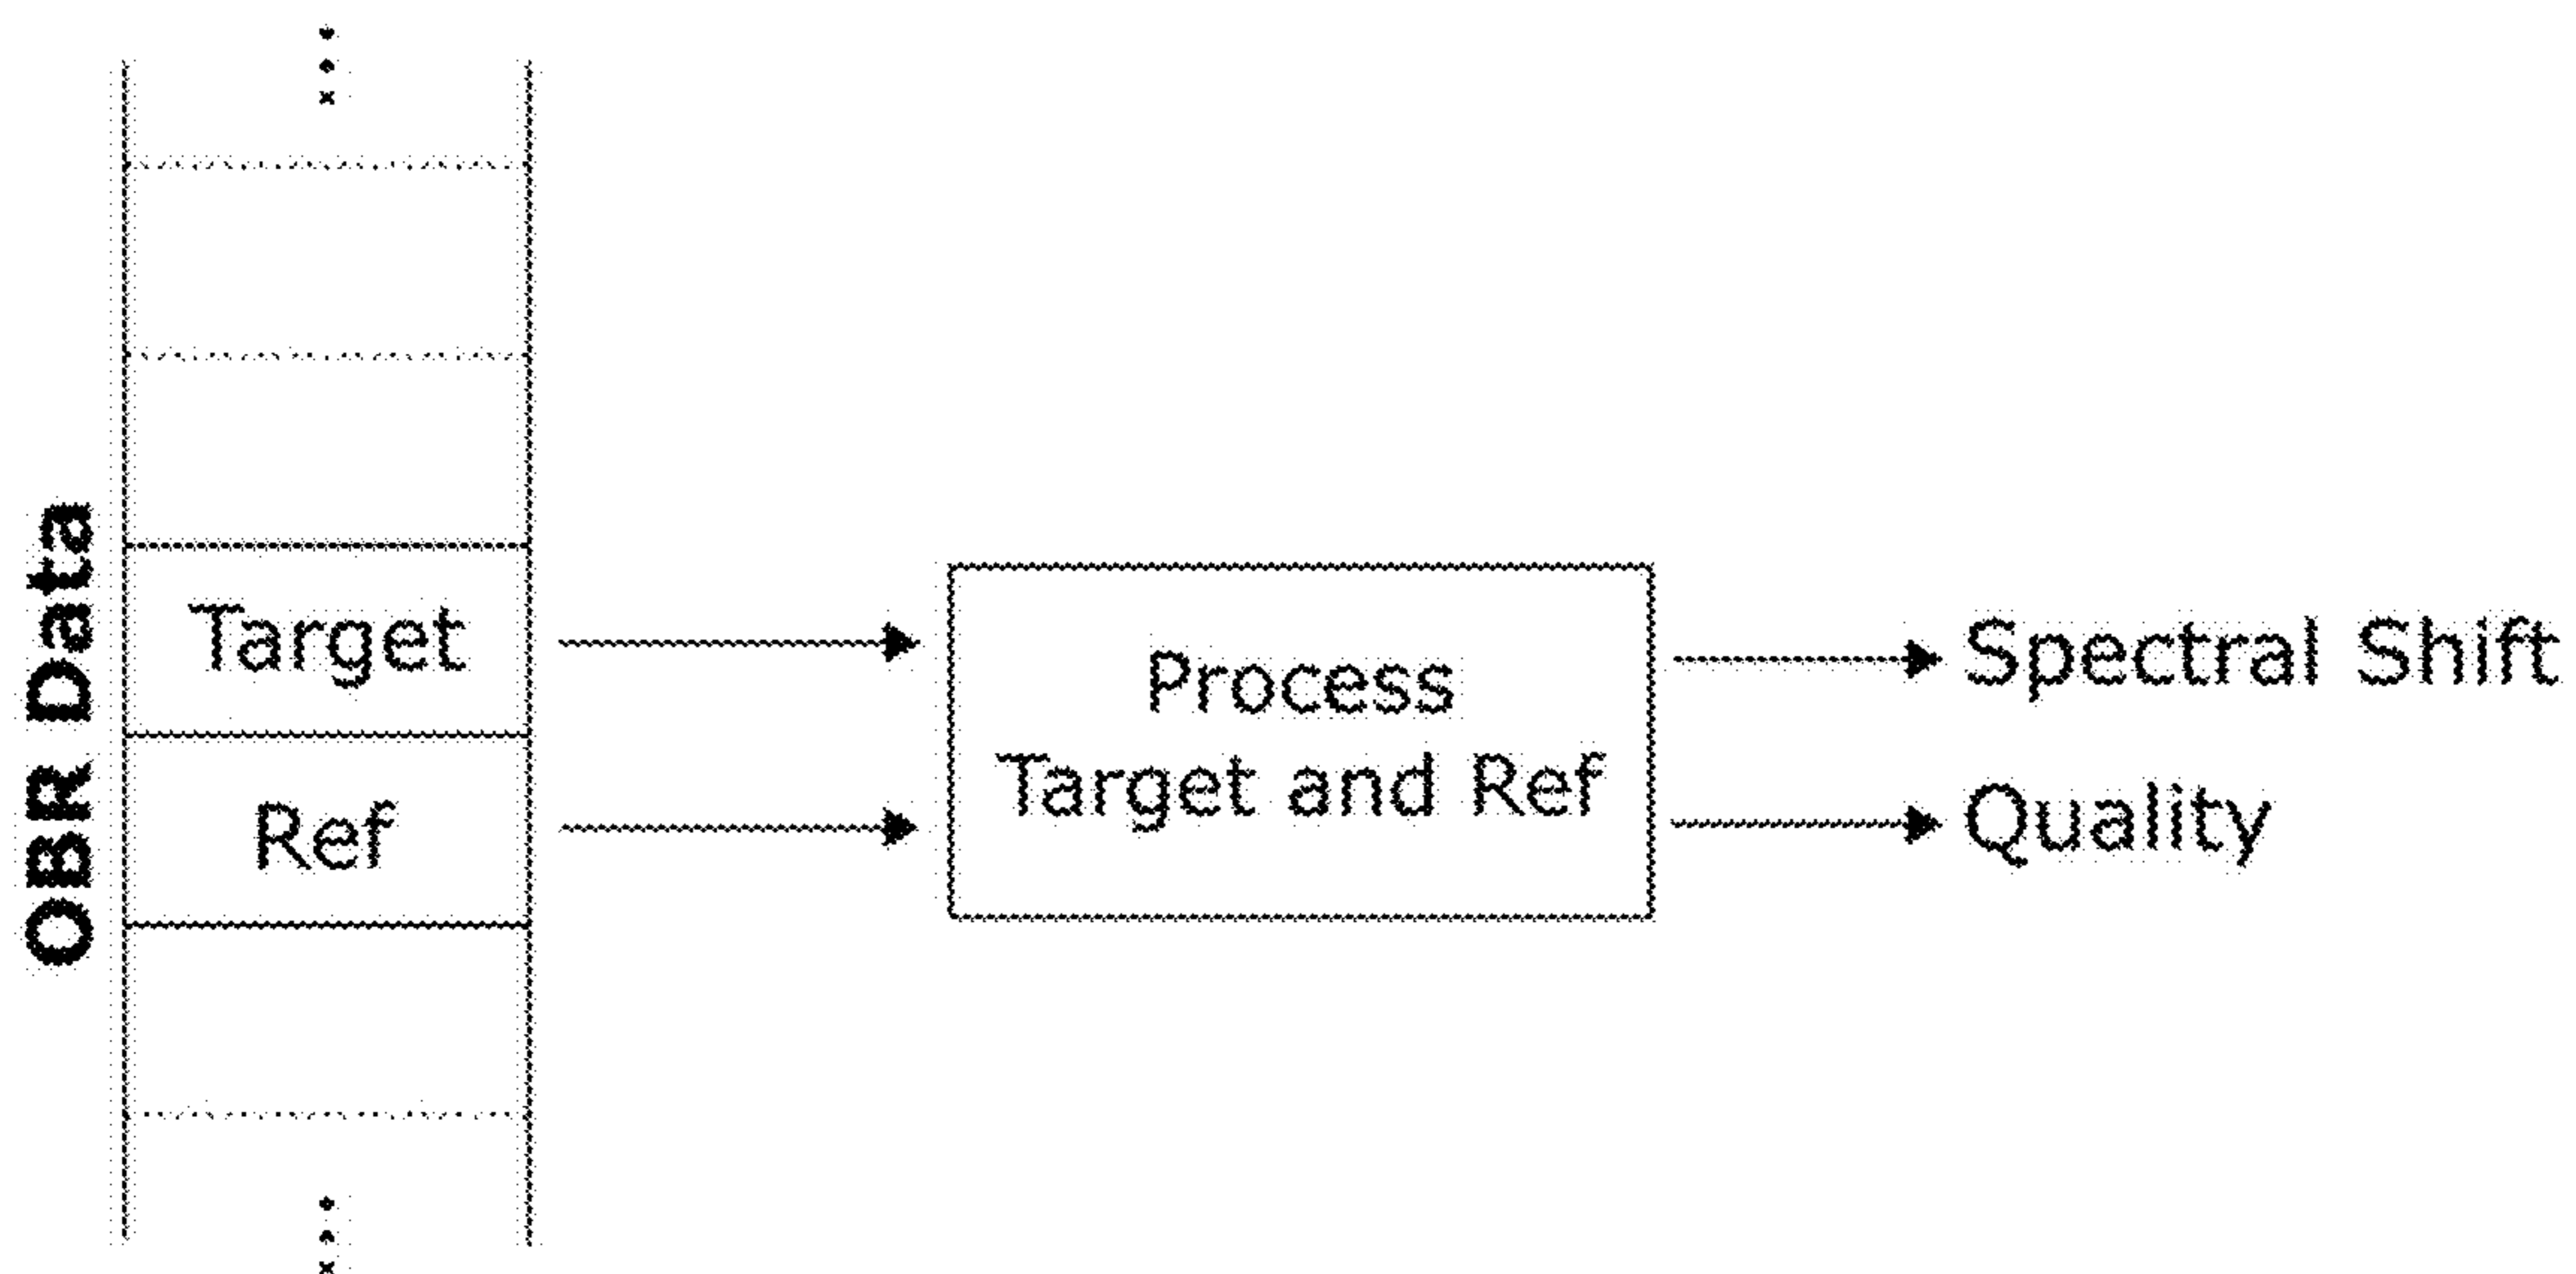 OBR Data
Target
Ref
Process
Target and Ref
Spectral Shift
Quality